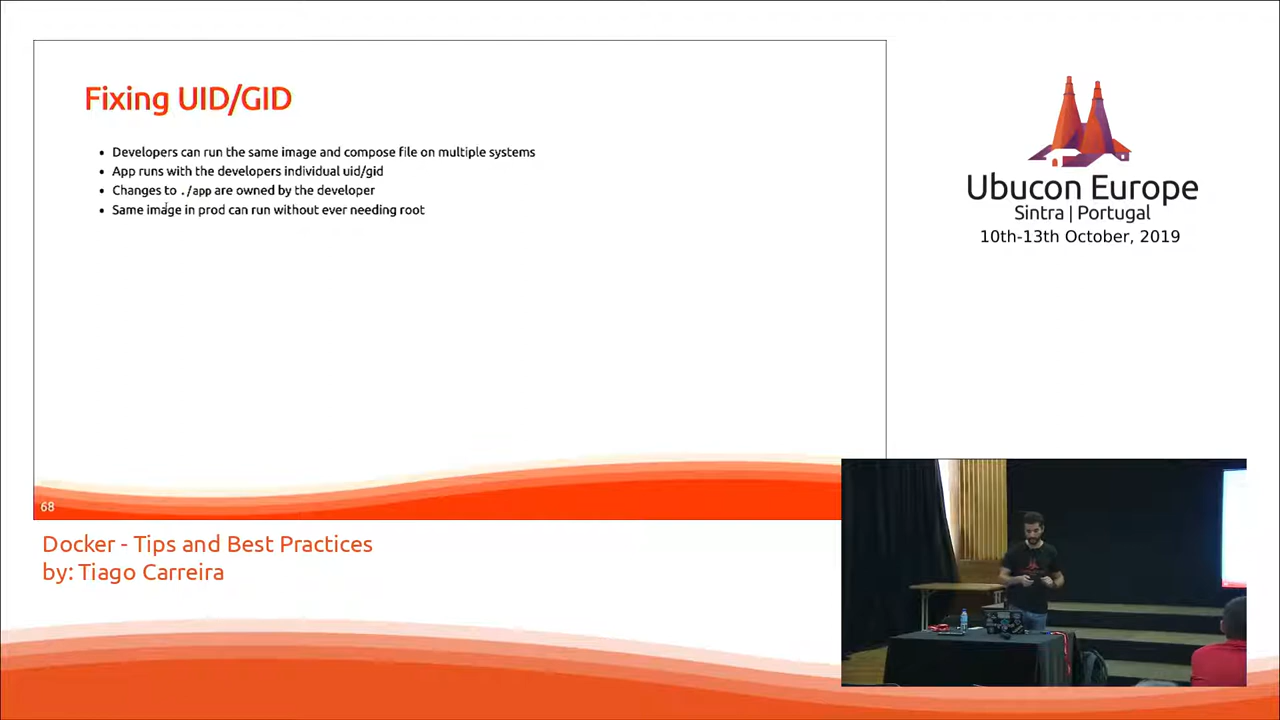 Fixing UID/GID
Developers can run the same image and compose file on multiple systems
App runs with the developers individual uid/gid
Changes to ./app are owned by the developer
Same image in prod can run without ever needing root
68
Docker - Tips and Best Practices
by: Tiago Carreira
Ubucon Europe
Sintra | Portugal
10th-13th October, 2019